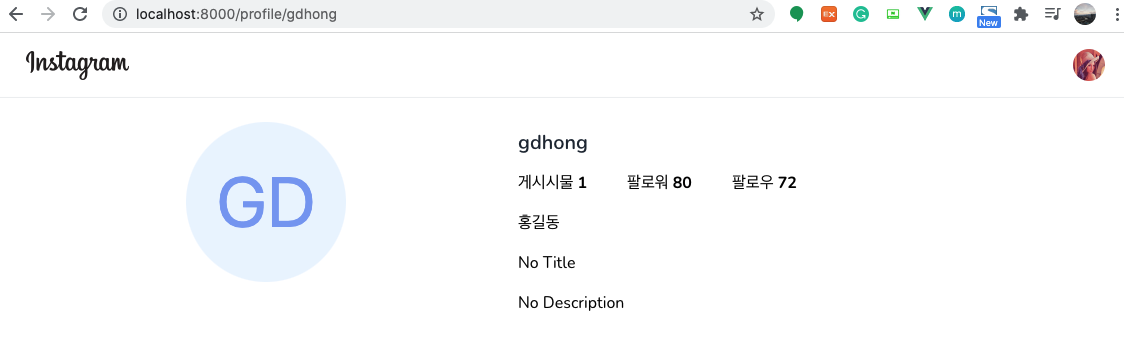 localhost:8000/profile/gdhong
EX
m
New
Instagram
GD
gdhong
게시시물 1 팔로워 80 팔로우 72
홍길동
No Title
No Description